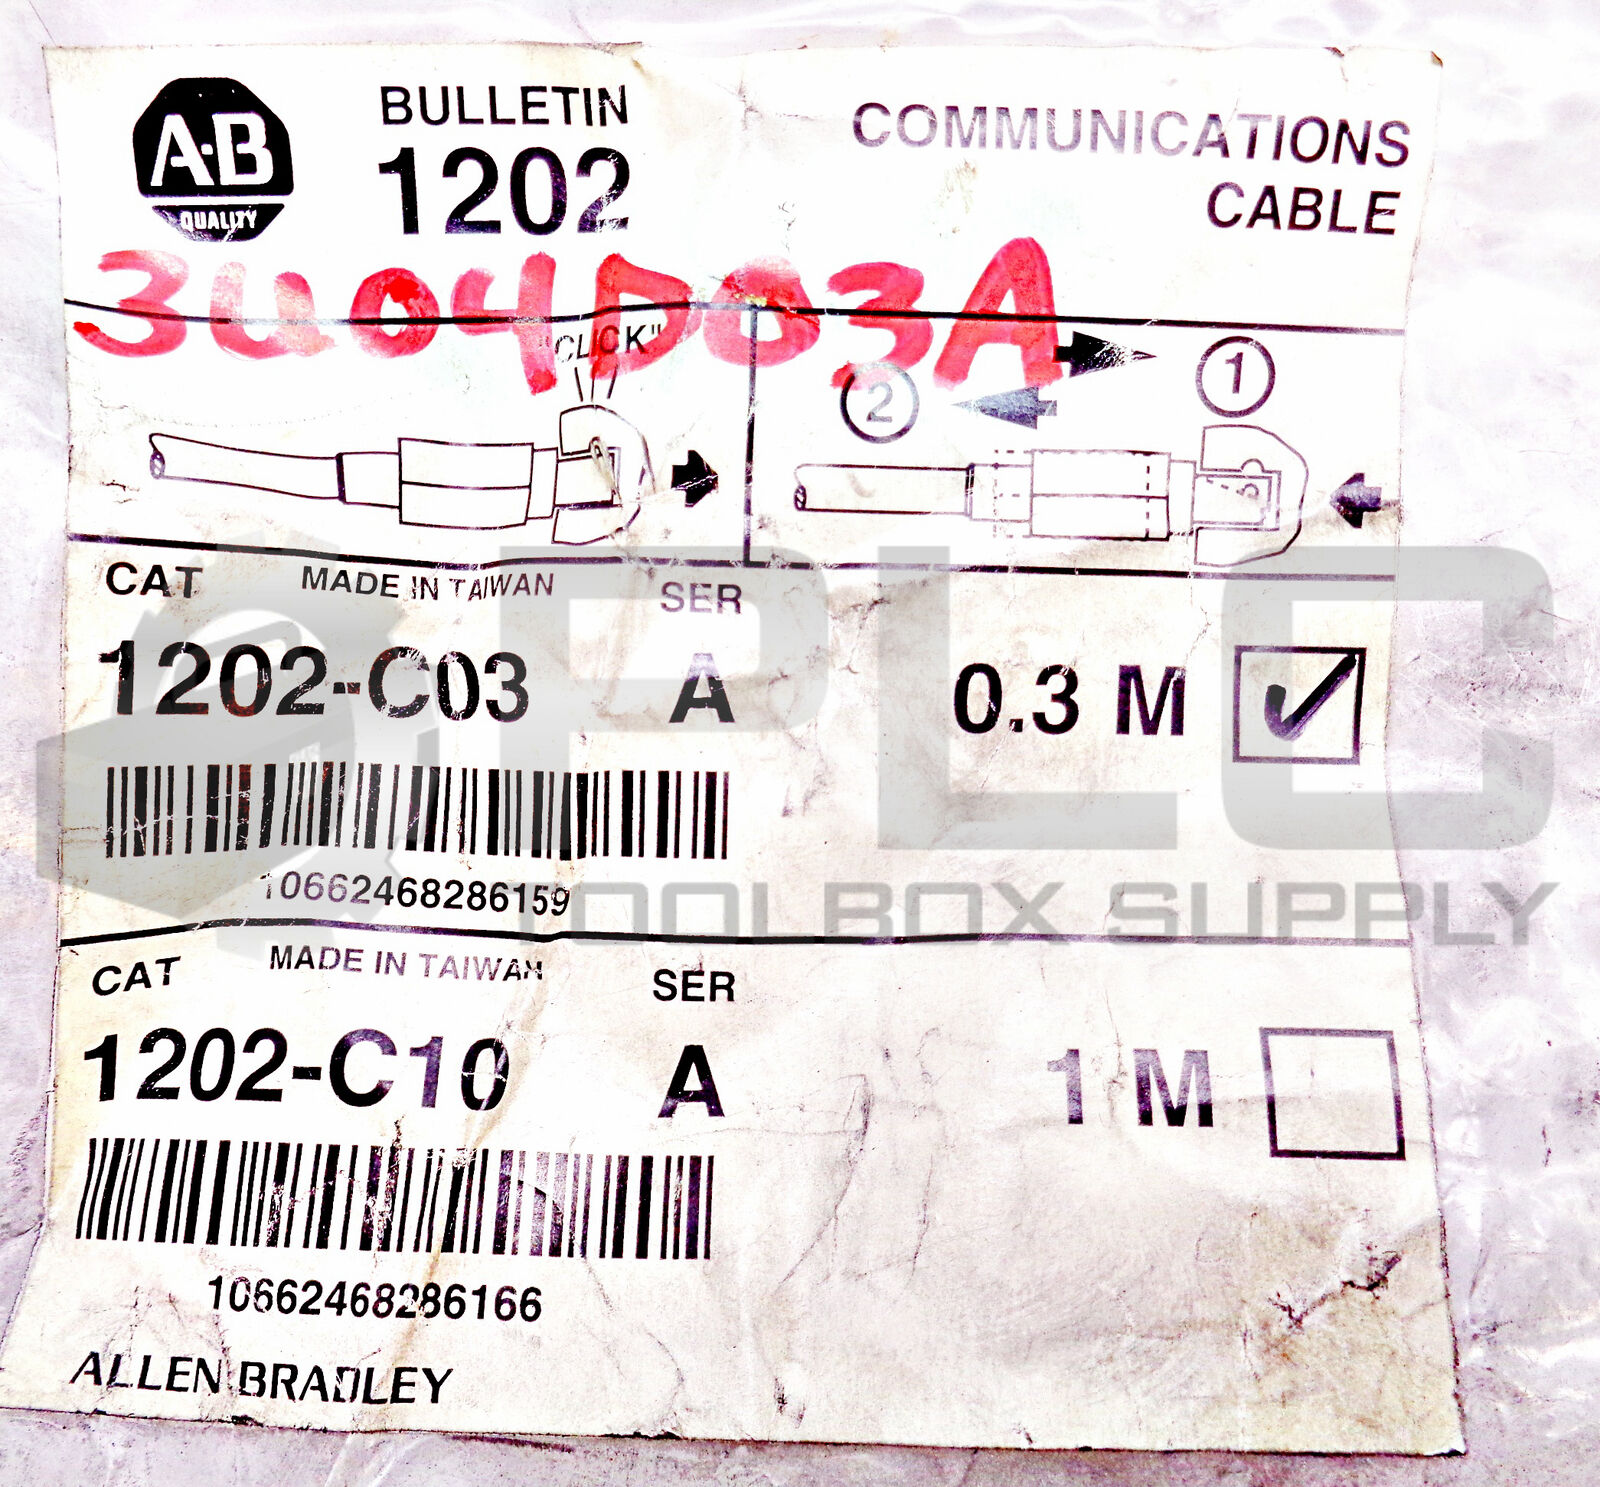 A-B
QUALITY
BULLETIN
1202
COMMUNICATIONS
CABLE
3U04D03A
"CLICK"
2
1
CAT
MADE IN TAIWAN
SER
1202-C03
A
0.3 M
10662468286159
PLC
TOOLBOX SUPPLY
CAT
MADE IN TAIWAN
SER
1202-C10
A
1 M
10662468286166
ALLEN BRADLEY